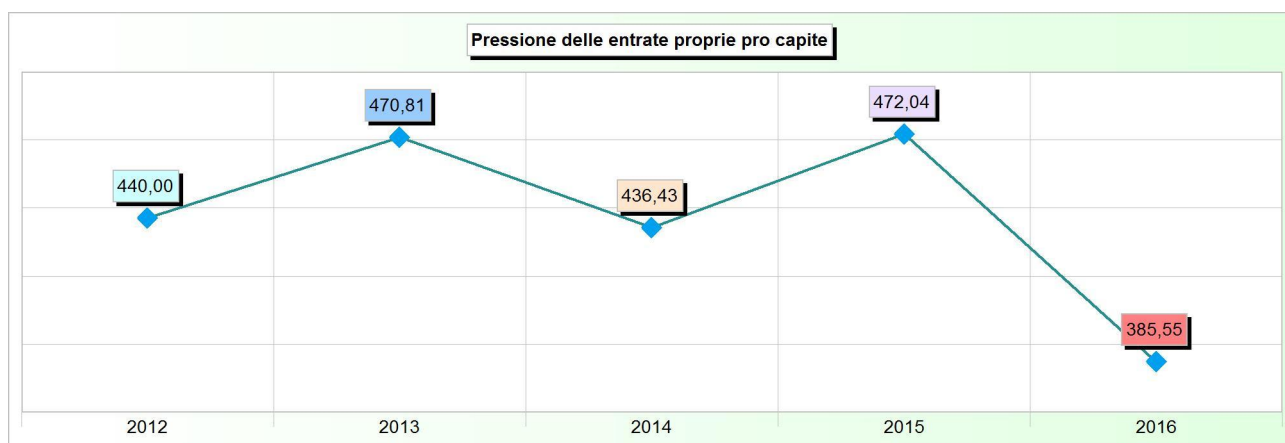 Pressione delle entrate proprie pro capite
440,00
470,81
436,43
472,04
385,55
2012 2013 2014 2015 2016